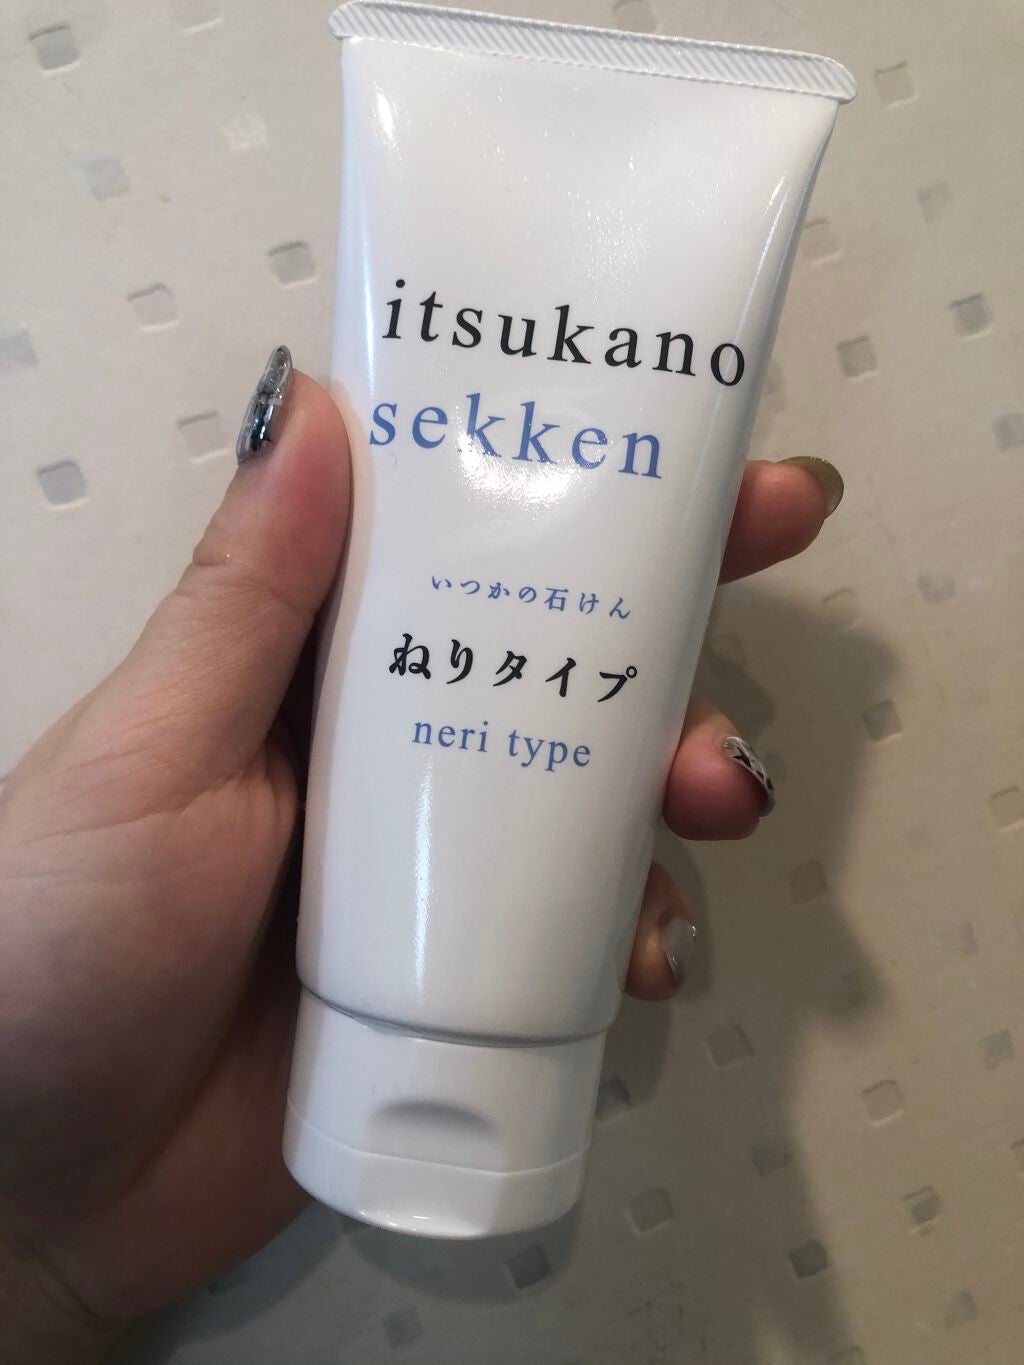 itsukano
sekken
いつかの石けん
ねりタイプ
neri type